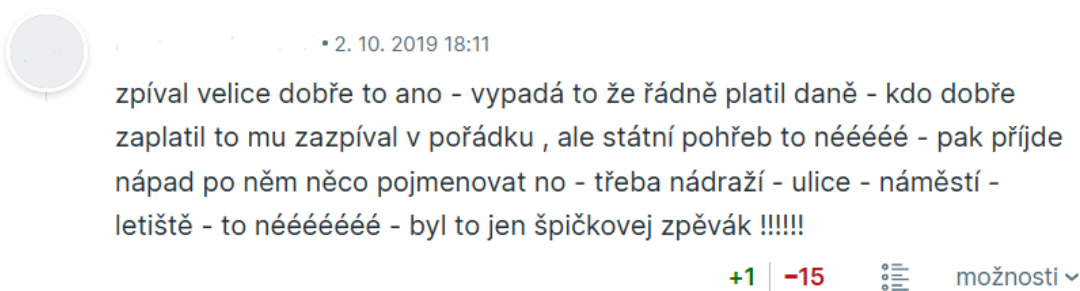 • 2. 10. 2019 18:11
zpíval velice dobře to ano - vypadá to že řádně platil daně - kdo dobře
zaplatil to mu zazpíval v pořádku , ale státní pohřeb to nééééé - pak příjde
nápad po něm něco pojmenovat no - třeba nádraží - ulice - náměstí -
letiště - to nééééééé - byl to jen špičkovej zpěvák !!!!!!
+1 −15 možnosti